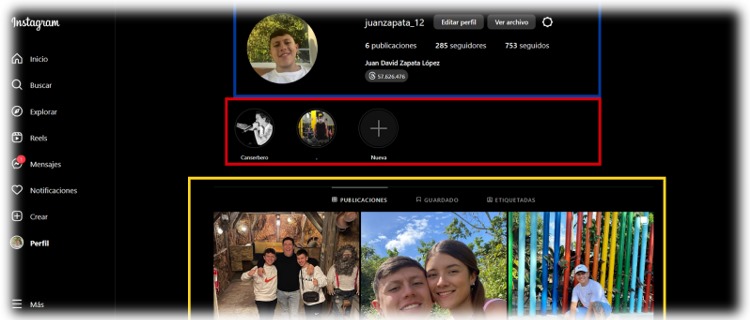 Instagram
Inicio
Buscar
Explorar
Reels
Mensajes
Notificaciones
Crear
Perfil
Más
juanzapata_12 Editar perfil Ver archivo
6 publicaciones 285 seguidores 753 seguidos
Juan David Zapata López
57.626.476
Canserbero . Nueva
PUBLICACIONES GUARDADO ETIQUETADAS